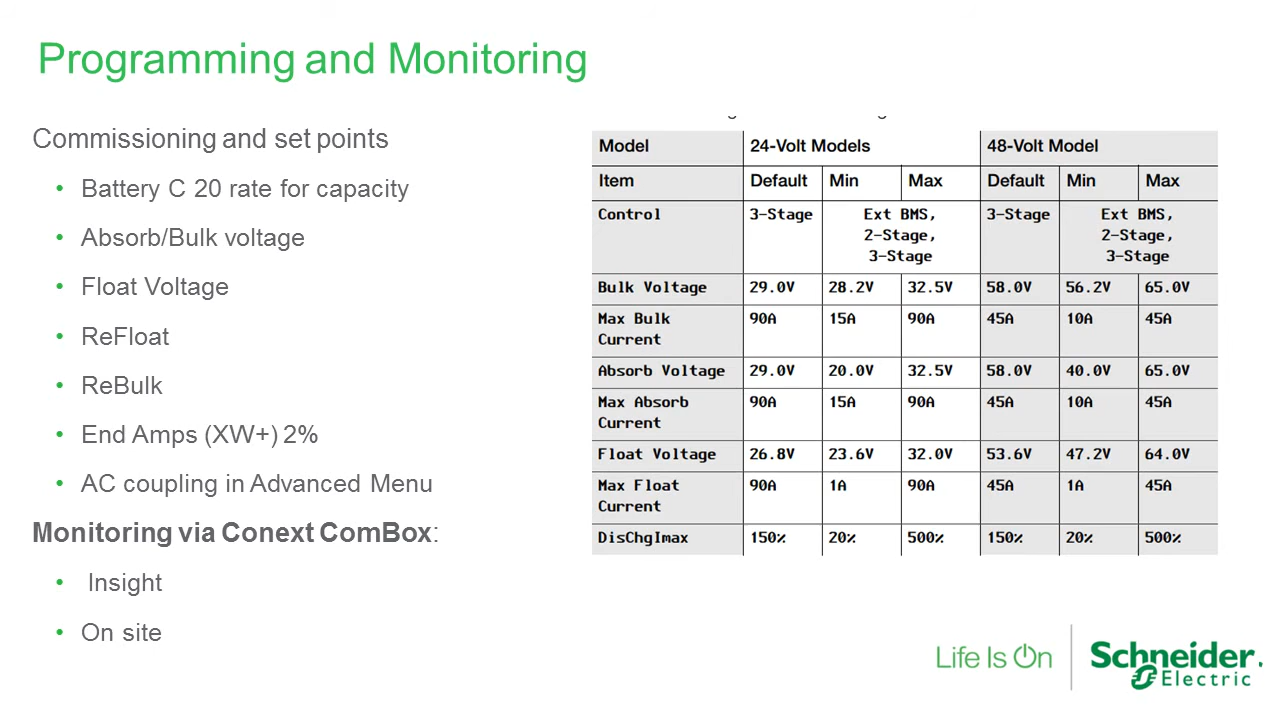 Programming and Monitoring
Commissioning and set points
• Battery C 20 rate for capacity
• Absorb/Bulk voltage
• Float Voltage
• ReFloat
• ReBulk
• End Amps (XW+) 2%
• AC coupling in Advanced Menu
Monitoring via Conext ComBox:
• Insight
• On site
Model 24-Volt Models 48-Volt Model
Item Default Min Max Default Min Max
Control 3-Stage Ext BMS, 3-Stage Ext BMS,
2-Stage, 2-Stage,
3-Stage 3-Stage
Bulk Voltage 29.0V 28.2V 32.5V 58.0V 56.2V 65.0V
Max Bulk 90A 15A 90A 45A 10A 45A
Current
Absorb Voltage 29.0V 20.0V 32.5V 58.0V 40.0V 65.0V
Max Absorb 90A 15A 90A 45A 10A 45A
Current
Float Voltage 26.8V 23.6V 32.0V 53.6V 47.2V 64.0V
Max Float 90A 1A 90A 45A 1A 45A
Current
DisChgImax 150% 20% 500% 150% 20% 500%
Life Is On
Schneider
Electric